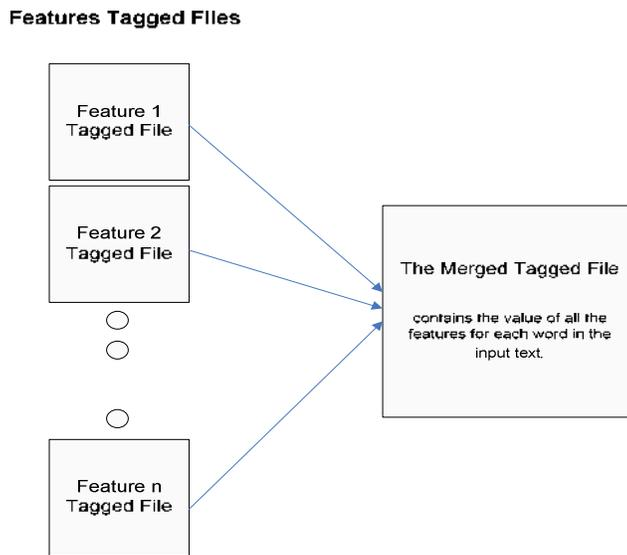 Features Tagged Files
Feature 1
Tagged File
Feature 2
Tagged File
The Merged Tagged File
contains the value of all the
features for each word in the
input text.
Feature n
Tagged File